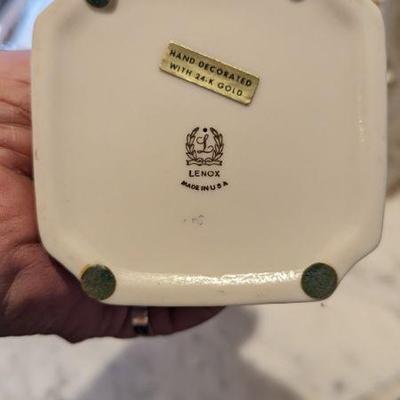 HAND DECORATED
WITH 24-K GOLD
L
LENOX
MADE IN U.S.A.